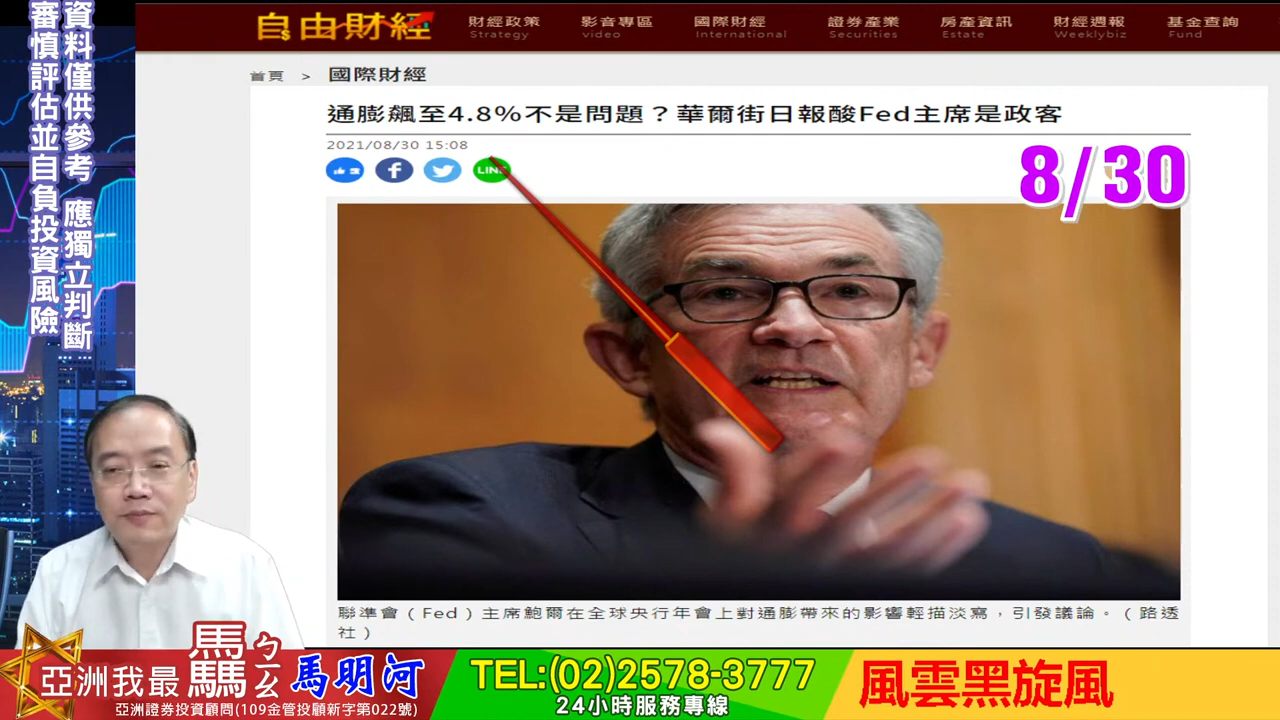 資料僅供參考 應獨立判斷
審慎評估並自負投資風險
自由財經
財經政策 影音專區 國際財經 證券產業 房產資訊 財經週報 基金查詢
Strategy video International Securities Estate Weeklybiz Fund
首頁 > 國際財經
通膨飆至4.8%不是問題？華爾街日報酸Fed主席是政客
2021/08/30 15:08
8/30
LINE
聯準會（Fed）主席鮑爾在全球央行年會上對通膨帶來的影響輕描淡寫，引發議論。（路透
社）
亞洲我最馬驫ㄅㄧㄠ馬明河
亞洲證券投資顧問(109金管投顧新字第022號)
TEL:(02)2578-3777
24小時服務專線
風雲黑旋風